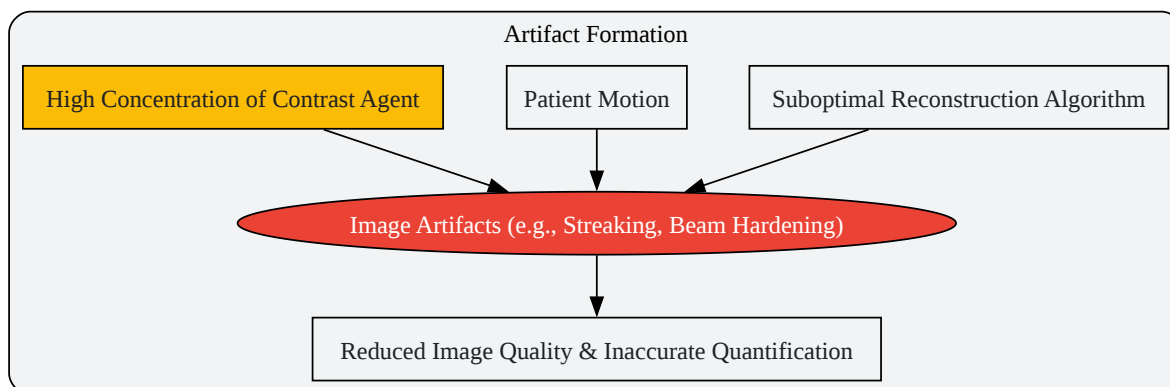 Artifact Formation
High Concentration of Contrast Agent
Patient Motion
Suboptimal Reconstruction Algorithm
Image Artifacts (e.g., Streaking, Beam Hardening)
Reduced Image Quality & Inaccurate Quantification